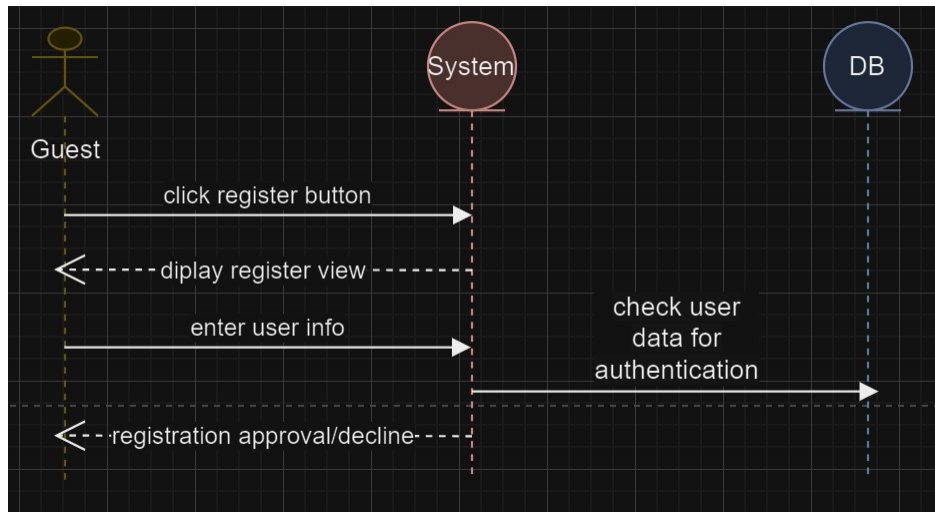 System
DB
Guest
click register button
diplay register view
enter user info
check user
data for
authentication
registration approval/decline